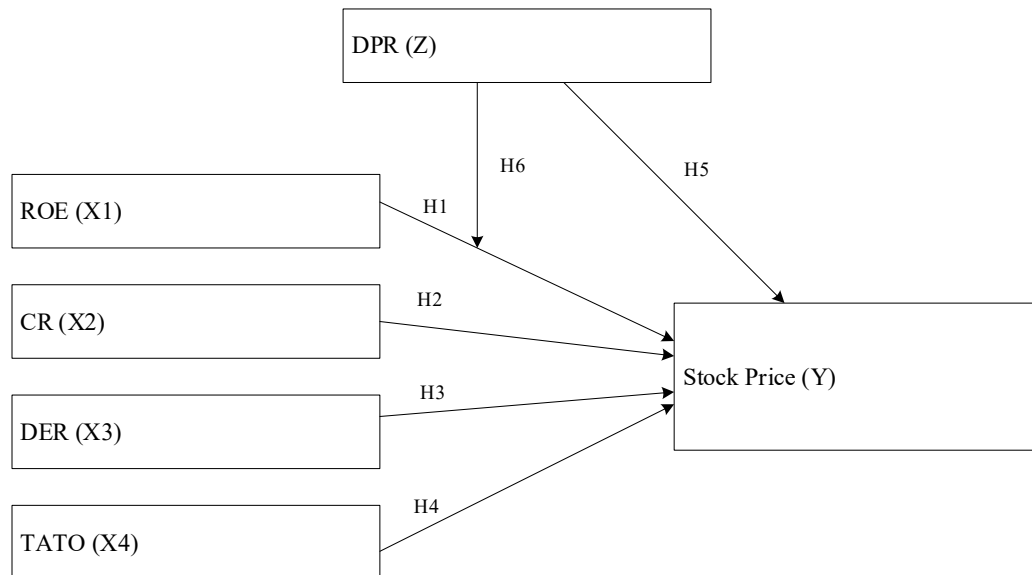 DPR (Z)
H6
H5
ROE (X1)
H1
CR (X2)
H2
Stock Price (Y)
DER (X3)
H3
TATO (X4)
H4